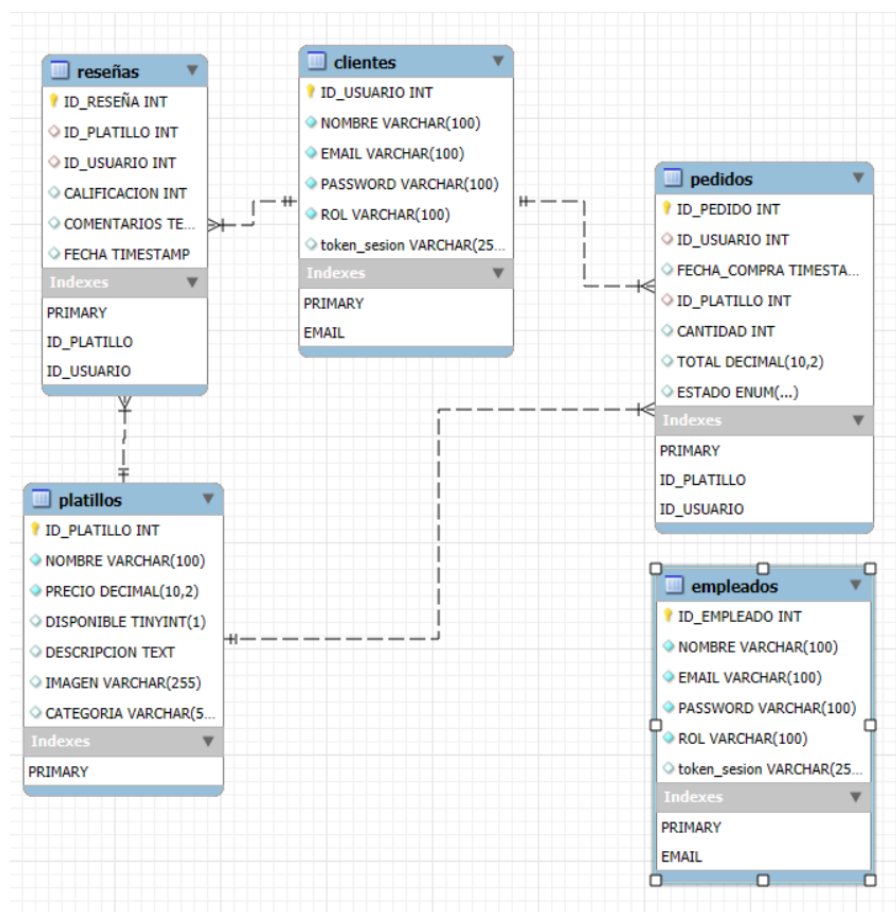 reseñas
ID_RESEÑA INT
ID_PLATILLO INT
ID_USUARIO INT
CALIFICACION INT
COMENTARIOS TE...
FECHA TIMESTAMP
Indexes
PRIMARY
ID_PLATILLO
ID_USUARIO
clientes
ID_USUARIO INT
NOMBRE VARCHAR(100)
EMAIL VARCHAR(100)
PASSWORD VARCHAR(100)
ROL VARCHAR(100)
token_sesion VARCHAR(25...
Indexes
PRIMARY
EMAIL
pedidos
ID_PEDIDO INT
ID_USUARIO INT
FECHA_COMPRA TIMESTA...
ID_PLATILLO INT
CANTIDAD INT
TOTAL DECIMAL(10,2)
ESTADO ENUM(...)
Indexes
PRIMARY
ID_PLATILLO
ID_USUARIO
platillos
ID_PLATILLO INT
NOMBRE VARCHAR(100)
PRECIO DECIMAL(10,2)
DISPONIBLE TINYINT(1)
DESCRIPCION TEXT
IMAGEN VARCHAR(255)
CATEGORIA VARCHAR(5...
Indexes
PRIMARY
empleados
ID_EMPLEADO INT
NOMBRE VARCHAR(100)
EMAIL VARCHAR(100)
PASSWORD VARCHAR(100)
ROL VARCHAR(100)
token_sesion VARCHAR(25...
Indexes
PRIMARY
EMAIL